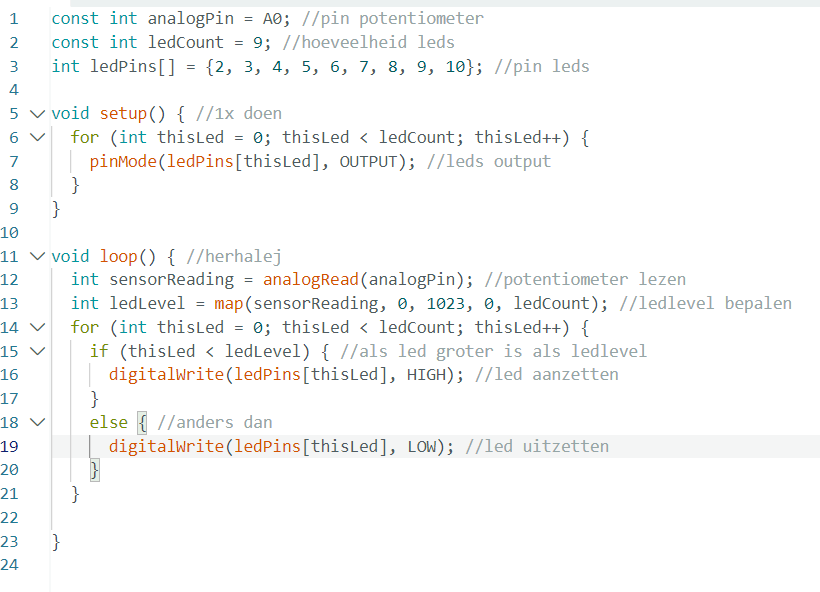 1 const int analogPin = A0; //pin potentiometer
2 const int ledCount = 9; //hoeveelheid leds
3 int ledPins[] = {2, 3, 4, 5, 6, 7, 8, 9, 10}; //pin leds
4
5 void setup() { //1x doen
6   for (int thisLed = 0; thisLed < ledCount; thisLed++) {
7     pinMode(ledPins[thisLed], OUTPUT); //leds output
8   }
9 }
10
11 void loop() { //herhalej
12   int sensorReading = analogRead(analogPin); //potentiometer lezen
13   int ledLevel = map(sensorReading, 0, 1023, 0, ledCount); //ledlevel bepalen
14   for (int thisLed = 0; thisLed < ledCount; thisLed++) {
15     if (thisLed < ledLevel) { //als led groter is als ledlevel
16       digitalWrite(ledPins[thisLed], HIGH); //led aanzetten
17     }
18     else { //anders dan
19       digitalWrite(ledPins[thisLed], LOW); //led uitzetten
20     }
21   }
22
23 }
24